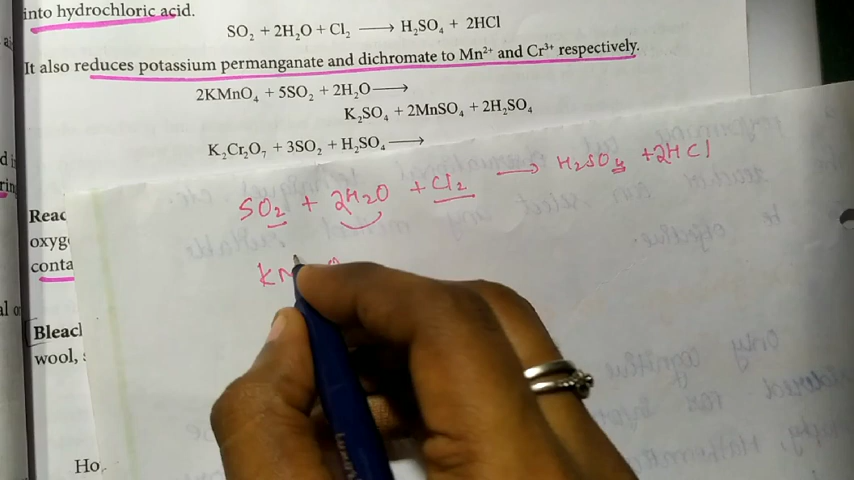 into hydrochloric acid.
SO₂ + 2H₂O + Cl₂ ⟶ H₂SO₄ + 2HCl
It also reduces potassium permanganate and dichromate to Mn²⁺ and Cr³⁺ respectively.
2KMnO₄ + 5SO₂ + 2H₂O ⟶
K₂SO₄ + 2MnSO₄ + 2H₂SO₄
K₂Cr₂O₇ + 3SO₂ + H₂SO₄ ⟶
SO₂ + 2H₂O + Cl₂ ⟶ H₂SO₄ + 2HCl
Reac
oxyg
conta
Bleacl
wool,
Ho